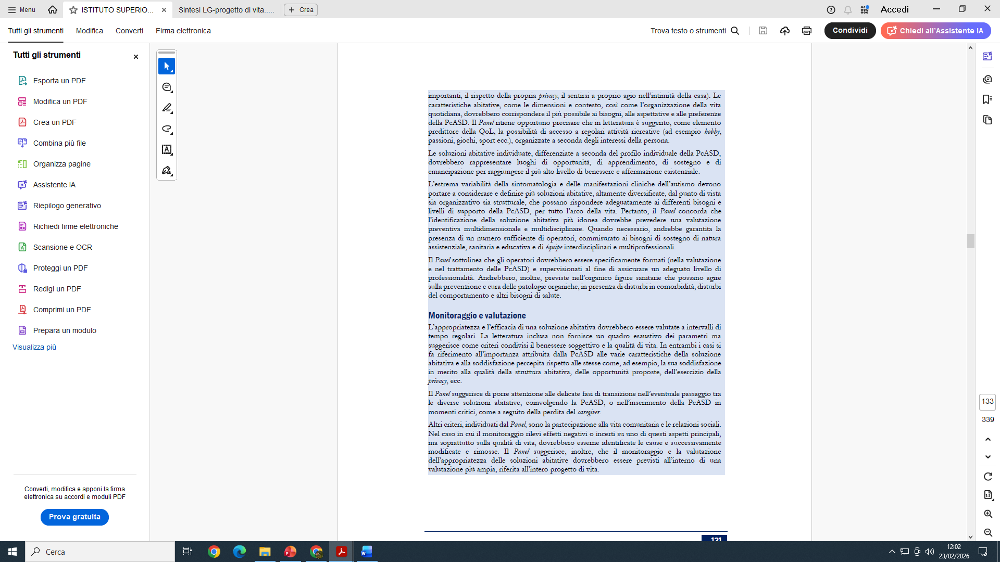 Menu
ISTITUTO SUPERIO...
Sintesi LG-progetto di vita.....
Crea
Accedi
Tutti gli strumenti
Modifica
Converti
Firma elettronica
Trova testo o strumenti
Condividi
Chiedi all'Assistente IA
Tutti gli strumenti
Esporta un PDF
Modifica un PDF
Crea un PDF
Combina più file
Organizza pagine
Assistente IA
Riepilogo generativo
Richiedi firme elettroniche
Scansione e OCR
Proteggi un PDF
Redigi un PDF
Comprimi un PDF
Prepara un modulo
Visualizza più
Converti, modifica e apponi la firma
elettronica su accordi e moduli PDF
Prova gratuita
importanti, il rispetto della propria privacy, il sentirsi a proprio agio nell'intimità della casa). Le
caratteristiche abitative, come le dimensioni e contesto, così come l'organizzazione della vita
quotidiana, dovrebbero corrispondere il più possibile ai bisogni, alle aspettative e alle preferenze
della PcASD. Il Panel ritiene opportuno precisare che in letteratura è suggerito, come elemento
predittore della QoL, la possibilità di accesso a regolari attività ricreative (ad esempio hobby,
passioni, giochi, sport ecc.), organizzate a seconda degli interessi della persona.
Le soluzioni abitative individuate, differenziate a seconda del profilo individuale della PcASD,
dovrebbero rappresentare luoghi di opportunità, di apprendimento, di sostegno e di
emancipazione per raggiungere il più alto livello di benessere e affermazione esistenziale.
L'estrema variabilità della sintomatologia e delle manifestazioni cliniche dell'autismo devono
portare a considerare e definire più soluzioni abitative, altamente diversificate, dal punto di vista
sia organizzativo sia strutturale, che possano rispondere adeguatamente ai differenti bisogni e
livelli di supporto della PcASD, per tutto l'arco della vita. Pertanto, il Panel concorda che
l'identificazione della soluzione abitativa più idonea dovrebbe prevedere una valutazione
preventiva multidimensionale e multidisciplinare. Quando necessario, andrebbe garantita la
presenza di un numero sufficiente di operatori, commisurato ai bisogni di sostegno di natura
assistenziale, sanitaria e educativa e di équipe interdisciplinari e multiprofessionali.
Il Panel sottolinea che gli operatori dovrebbero essere specificamente formati (nella valutazione
e nel trattamento delle PcASD) e supervisionati al fine di assicurare un adeguato livello di
professionalità. Andrebbero, inoltre, previste nell'organico figure sanitarie che possano agire
sulla prevenzione e cura delle patologie organiche, in presenza di disturbi in comorbidità, disturbi
del comportamento e altri bisogni di salute.
Monitoraggio e valutazione
L'appropriatezza e l'efficacia di una soluzione abitativa dovrebbero essere valutate a intervalli di
tempo regolari. La letteratura inclusa non fornisce un quadro esaustivo dei parametri ma
suggerisce come criteri condivisi il benessere soggettivo e la qualità di vita. In entrambi i casi si
fa riferimento all'importanza attribuita dalla PcASD alle varie caratteristiche della soluzione
abitativa e alla soddisfazione percepita rispetto alle stesse come, ad esempio, la sua soddisfazione
in merito alla qualità della struttura abitativa, delle opportunità proposte, dell'esercizio della
privacy, ecc.
Il Panel suggerisce di porre attenzione alle delicate fasi di transizione nell'eventuale passaggio tra
le diverse soluzioni abitative, coinvolgendo la PcASD, o nell'inserimento della PcASD in
momenti critici, come a seguito della perdita del caregiver.
Altri criteri, individuati dal Panel, sono la partecipazione alla vita comunitaria e le relazioni sociali.
Nel caso in cui il monitoraggio rilevi effetti negativi o incerti su uno di questi aspetti principali,
ma soprattutto sulla qualità di vita, dovrebbero esserne identificate le cause e successivamente
modificate e rimosse. Il Panel suggerisce, inoltre, che il monitoraggio e la valutazione
dell'appropriatezza delle soluzioni abitative dovrebbero essere previsti all'interno di una
valutazione più ampia, riferita all'intero progetto di vita.
131
133
339
Cerca
12:02
23/02/2026